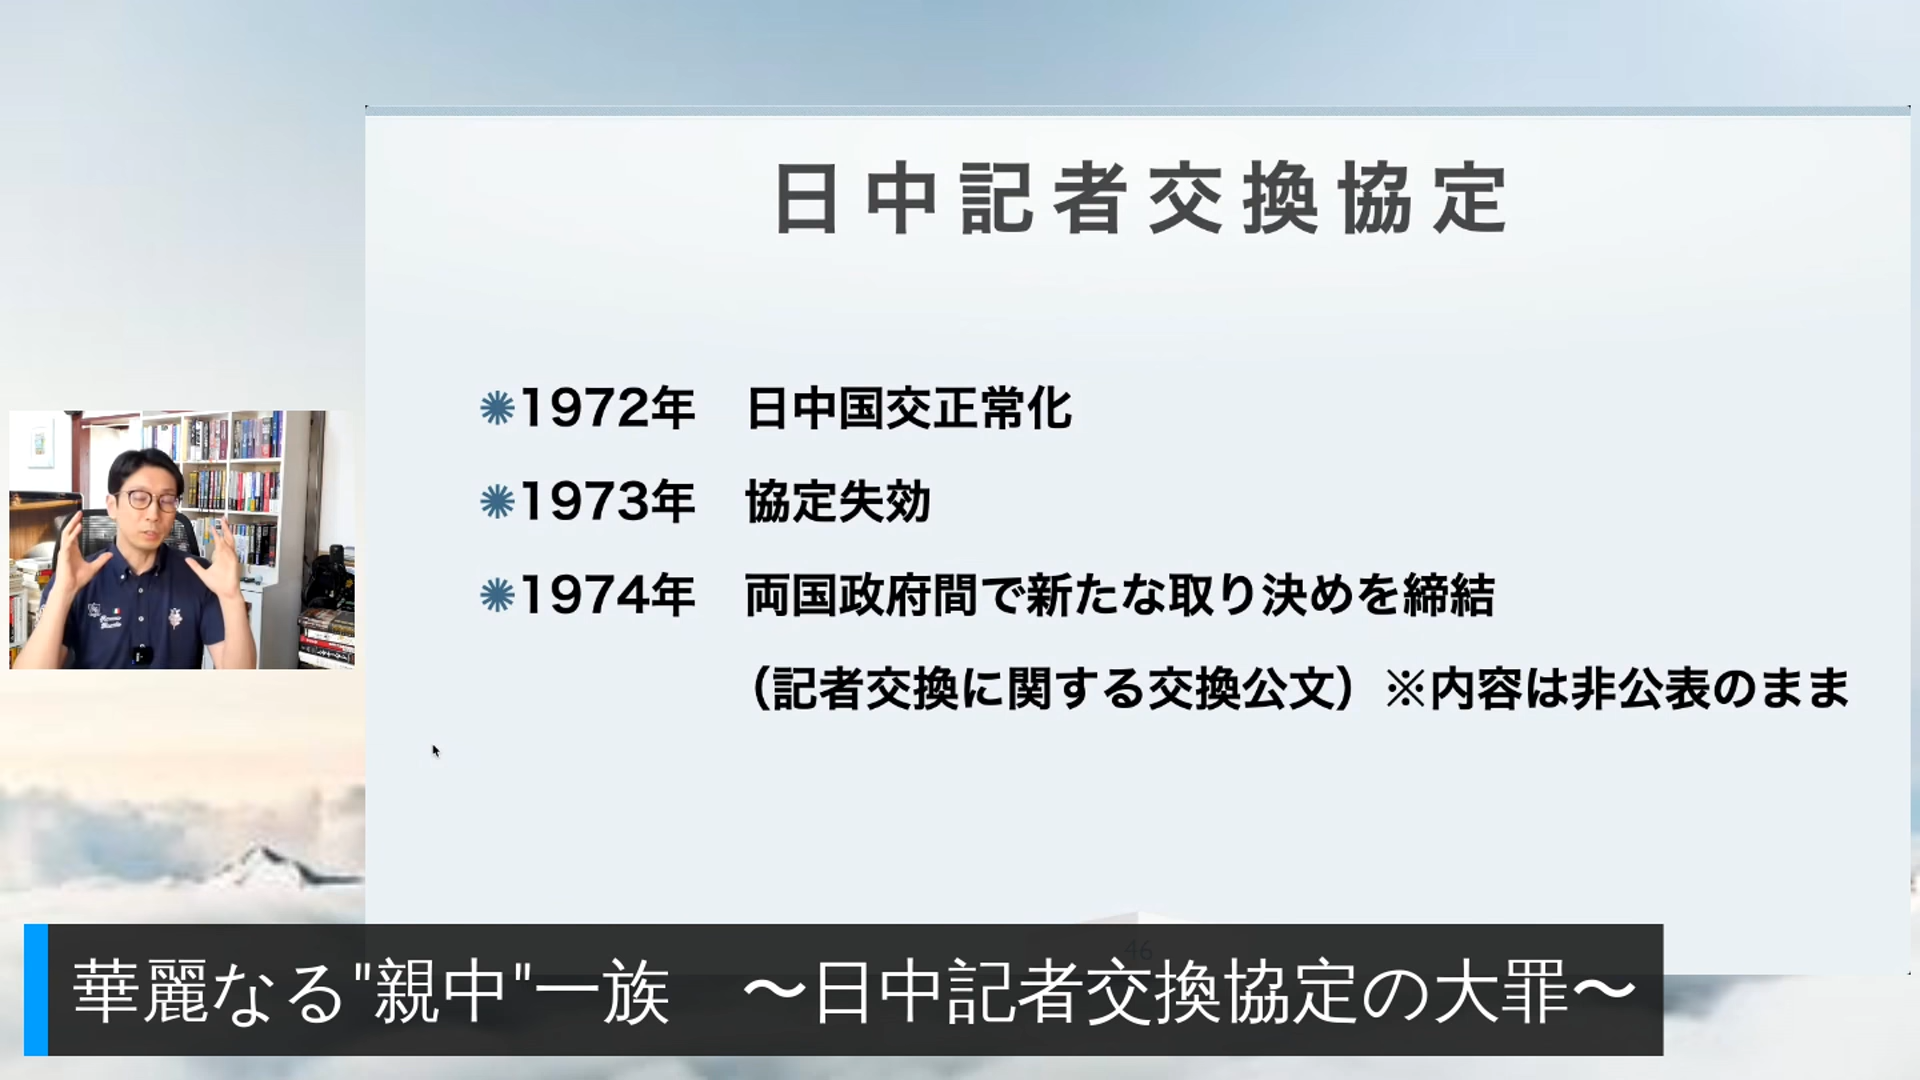 日中記者交換協定
1972年　日中国交正常化
1973年　協定失効
1974年　両国政府間で新たな取り決めを締結
（記者交換に関する交換公文）※内容は非公表のまま
46
華麗なる"親中"一族　〜日中記者交換協定の大罪〜